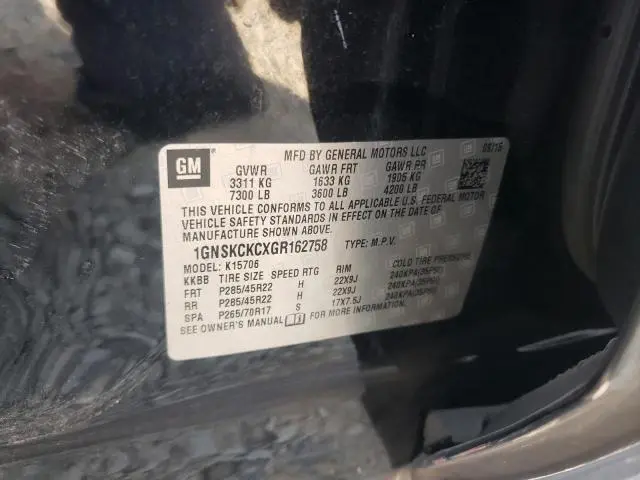 GM
MFD BY GENERAL MOTORS LLC 08/15
GVWR GAWR FRT GAWR RR
3311 KG 1633 KG 1905 KG
7300 LB 3600 LB 4200 LB
THIS VEHICLE CONFORMS TO ALL APPLICABLE U.S. FEDERAL MOTOR
VEHICLE SAFETY STANDARDS IN EFFECT ON THE DATE OF
MANUFACTURE SHOWN ABOVE.
1GNSKCKCXGR162758 TYPE: M.P.V.
MODEL: K15706
KKBB TIRE SIZE SPEED RTG RIM COLD TIRE PRESSURE
FRT P285/45R22 H 22X9J 240KPA(35PSI)
RR P285/45R22 H 22X9J 240KPA(35PSI)
SPA P265/70R17 S 17X7.5J 240KPA(35PSI)
SEE OWNER'S MANUAL FOR MORE INFORMATION.